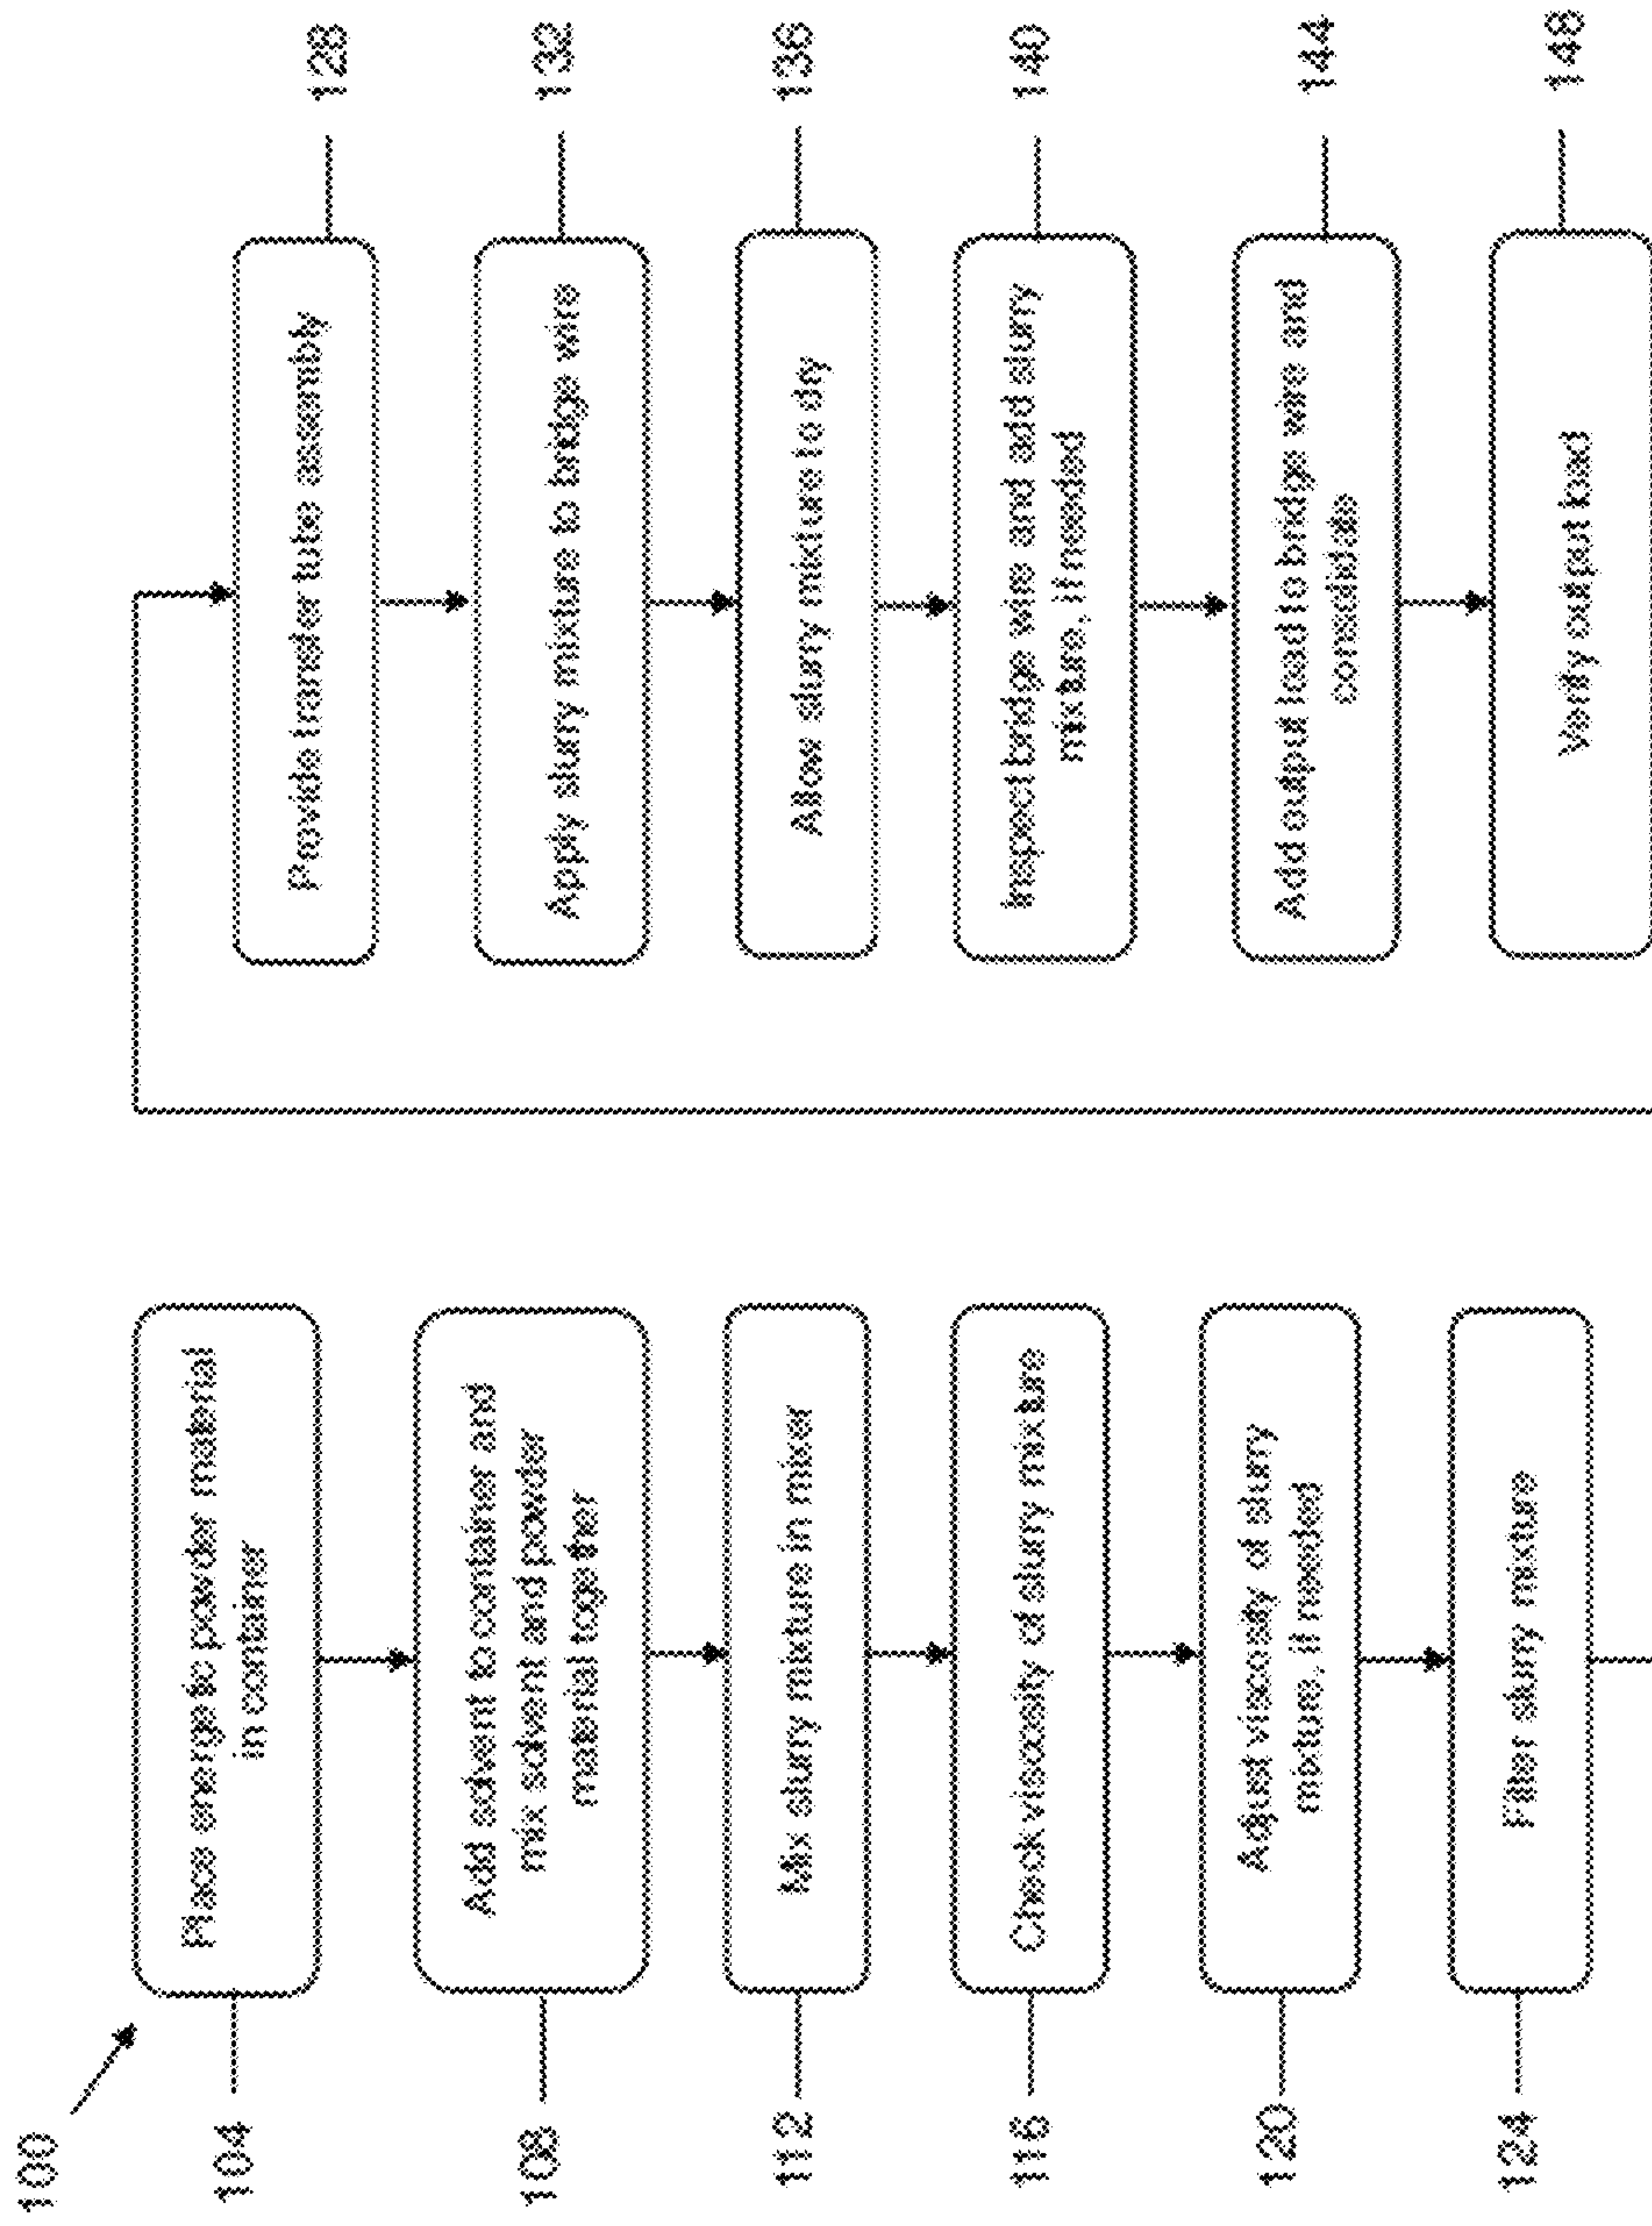 100
104
Place energetic powder material
in container
108
Add solvent to container and
mix solvent and powder
material together
112
Mix slurry mixture in mixer
116
Check viscosity of slurry mixture
120
Adjust viscosity of slurry
mixture, if needed
124
Filter slurry mixture
Provide transfer tube assembly
128
Apply slurry mixture to bridge wire
132
Allow slurry mixture to dry
136
Inspect bridge wire and add slurry
mixture, if needed
140
Add output load to bridge wire and
consolidate
144
Verify output load
148